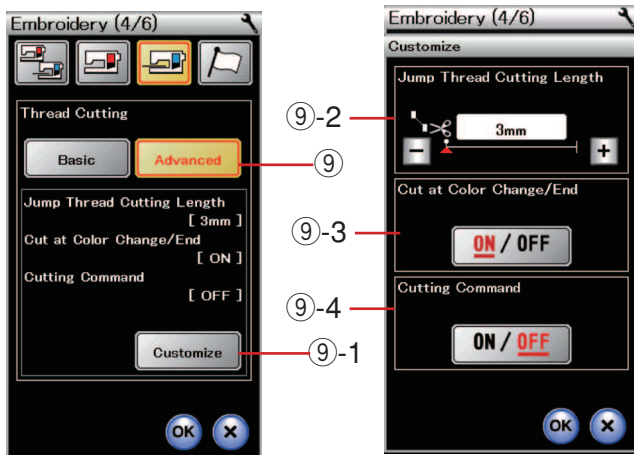 Embroidery (4/6)
Thread Cutting
Basic
Advanced
⑨
Jump Thread Cutting Length
[ 3mm ]
Cut at Color Change/End
[ ON ]
Cutting Command
[ OFF ]
Customize
⑨-1
OK
X
Embroidery (4/6)
Customize
Jump Thread Cutting Length
⑨-2
3mm
- +
Cut at Color Change/End
⑨-3
ON / OFF
Cutting Command
⑨-4
ON / OFF
OK
X